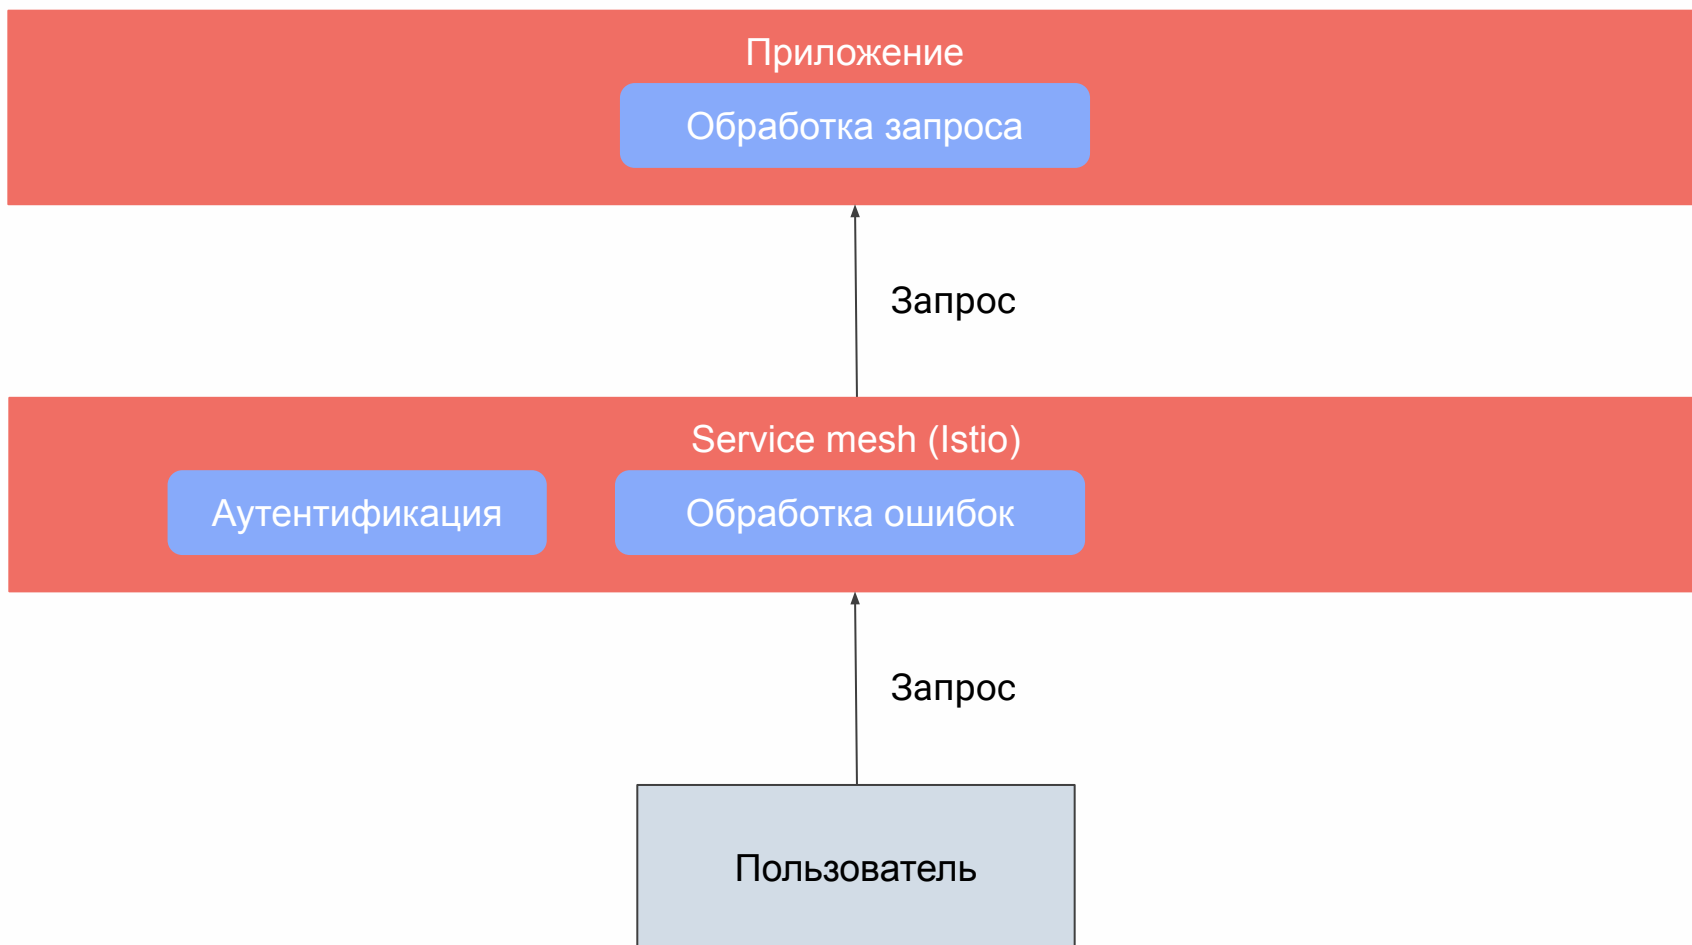 Приложение
Обработка запроса
Запрос
Service mesh (Istio)
Аутентификация
Обработка ошибок
Запрос
Пользователь